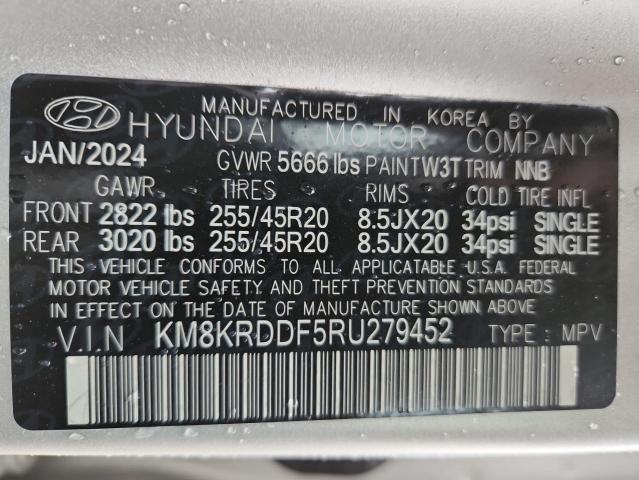 MANUFACTURED IN KOREA BY
HYUNDAI MOTOR COMPANY
JAN/2024 GVWR 5666 lbs PAINT W3T TRIM NNB
GAWR TIRES RIMS COLD TIRE INFL
FRONT 2822 lbs 255/45R20 8.5JX20 34psi SINGLE
REAR 3020 lbs 255/45R20 8.5JX20 34psi SINGLE
THIS VEHICLE CONFORMS TO ALL APPLICABLE U.S.A. FEDERAL
MOTOR VEHICLE SAFETY AND THEFT PREVENTION STANDARDS
IN EFFECT ON THE DATE OF MANUFACTURE SHOWN ABOVE.
V.I.N KM8KRDDF5RU279452 TYPE : MPV